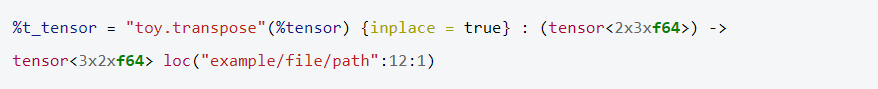 %t_tensor = "toy.transpose"(%tensor) {inplace = true} : (tensor<2x3xf64>) ->
tensor<3x2xf64> loc("example/file/path":12:1)